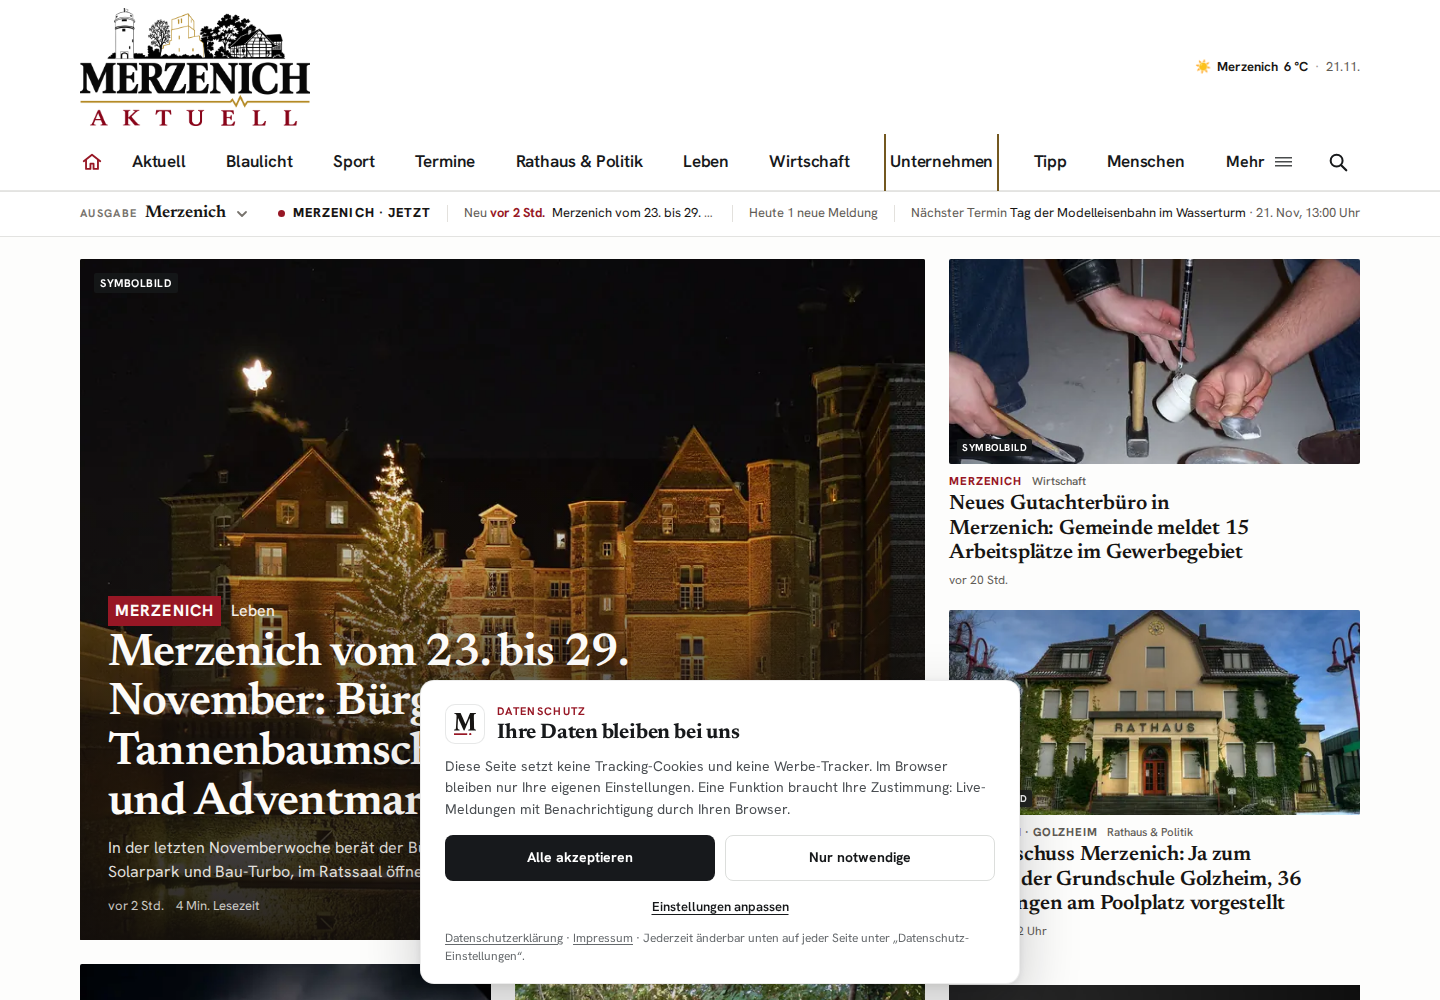 MERZENICH
AKTUELL
Merzenich 6 °C · 21.11.
Aktuell Blaulicht Sport Termine Rathaus & Politik Leben Wirtschaft Unternehmen Tipp Menschen Mehr
AUSGABE Merzenich MERZENICH · JETZT Neu vor 2 Std. Merzenich vom 23. bis 29. ... Heute 1 neue Meldung Nächster Termin Tag der Modelleisenbahn im Wasserturm · 21. Nov, 13:00 Uhr
SYMBOLBILD
MERZENICH Leben
Merzenich vom 23. bis 29.
November: Bürg
Tannenbaumsch
und Adventmar
In der letzten Novemberwoche berät der Bü
Solarpark und Bau-Turbo, im Ratssaal öffne
vor 2 Std. 4 Min. Lesezeit
SYMBOLBILD
MERZENICH Wirtschaft
Neues Gutachterbüro in
Merzenich: Gemeinde meldet 15
Arbeitsplätze im Gewerbegebiet
vor 20 Std.
RATHAUS
D
· GOLZHEIM Rathaus & Politik
schuss Merzenich: Ja zum
der Grundschule Golzheim, 36
ngen am Poolplatz vorgestellt
2 Uhr
M
DATENSCHUTZ
Ihre Daten bleiben bei uns
Diese Seite setzt keine Tracking-Cookies und keine Werbe-Tracker. Im Browser
bleiben nur Ihre eigenen Einstellungen. Eine Funktion braucht Ihre Zustimmung: Live-
Meldungen mit Benachrichtigung durch Ihren Browser.
Alle akzeptieren
Nur notwendige
Einstellungen anpassen
Datenschutzerklärung · Impressum · Jederzeit änderbar unten auf jeder Seite unter „Datenschutz-
Einstellungen“.